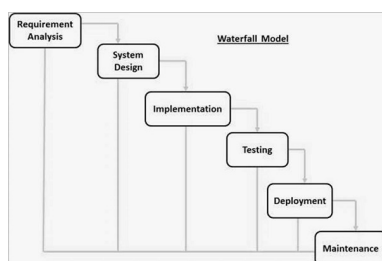 Requirement
Analysis
Waterfall Model
System
Design
Implementation
Testing
Deployment
Maintenance